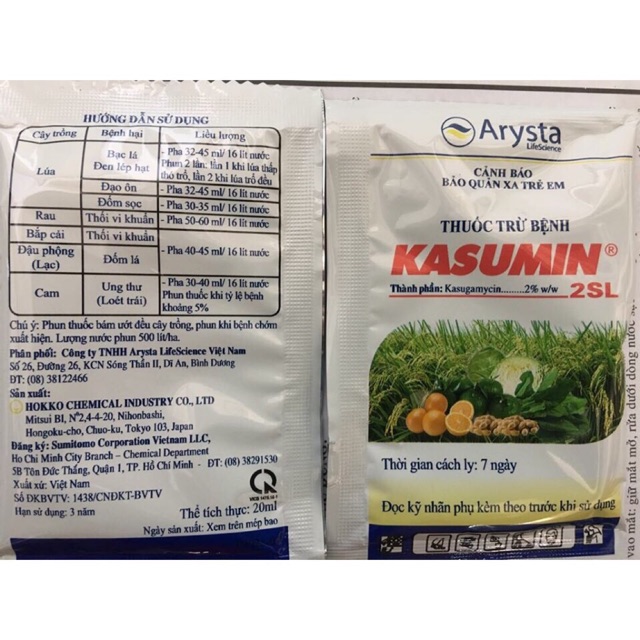 HƯỚNG DẪN SỬ DỤNG
Cây trồng Bệnh hại Liều lượng
Lúa
Bạc lá
Đen lép hạt
- Pha 32-45 ml/ 16 lít nước
Phun 2 lần, lần 1 khi lúa thấp
tho trỗ, lần 2 khi lúa trổ đều
Đạo ôn - Pha 32-45 ml/ 16 lít nước
Đốm sọc - Pha 30-35 ml/ 16 lít nước
Rau Thối vi khuẩn - Pha 50-60 ml/ 16 lít nước
Bắp cải Thối vi khuẩn
- Pha 40-45 ml/ 16 lít nước
Đậu phộng
(Lạc)
Đốm lá
Cam
Ung thư
(Loét trái)
- Pha 30-40 ml/ 16 lít nước
Phun thuốc khi tỷ lệ bệnh
khoảng 5%
Chú ý: Phun thuốc bám ướt đều cây trồng, phun khi bệnh chớm
xuất hiện. Lượng nước phun 500 lít/ha.
Phân phối: Công ty TNHH Arysta LifeScience Việt Nam
Số 26, Đường 26, KCN Sóng Thần II, Dĩ An, Bình Dương
ĐT: (08) 38122466
Sản xuất:
HOKKO CHEMICAL INDUSTRY CO., LTD
Mitsui BI, N°2,4-4-20, Nihonbashi,
Hongoku-cho, Chuo-ku, Tokyo 103, Japan
Đăng ký: Sumitomo Corporation Vietnam LLC,
Ho Chi Minh City Branch – Chemical Department
5B Tôn Đức Thắng, Quận 1, TP. Hồ Chí Minh - ĐT: (08) 38291530
Xuất xứ: Việt Nam
Số ĐKBVTV: 1438/CNĐKT-BVTV
Hạn sử dụng: 3 năm
Thể tích thực: 20ml
Ngày sản xuất: Xem trên mép bao
Arysta
LifeScience
CẢNH BÁO
BẢO QUẢN XA TRẺ EM
THUỐC TRỪ BỆNH
KASUMIN®
Thành phần: Kasugamycin.........2% w/w 2SL
Thời gian cách ly: 7 ngày
Đọc kỹ nhãn phụ kèm theo trước khi sử dụng
vào mắt: giữ mắt mở, rửa dưới dòng nước